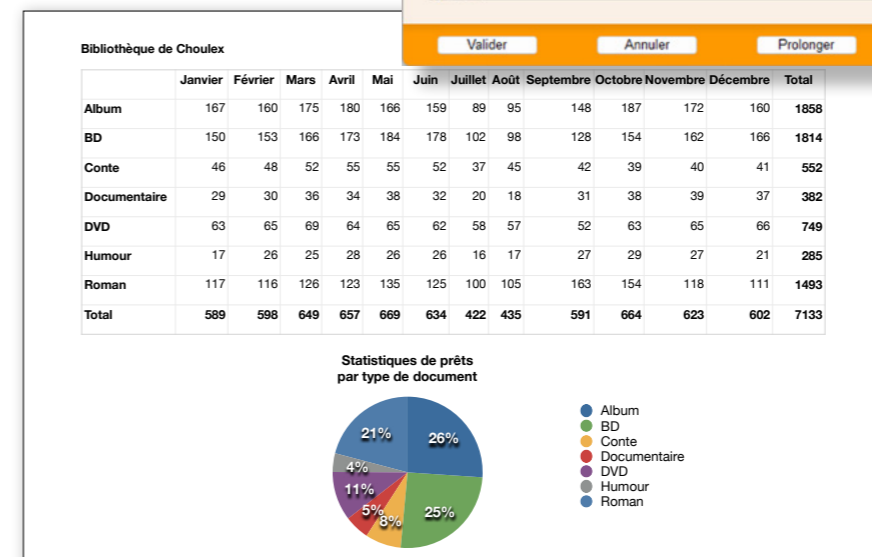 Valider Annuler Prolonger
Bibliothèque de Choulex
Janvier Février Mars Avril Mai Juin Juillet Août Septembre Octobre Novembre Décembre Total
Album 167 160 175 180 166 159 89 95 148 187 172 160 1858
BD 150 153 166 173 184 178 102 98 128 154 162 166 1814
Conte 46 48 52 55 55 52 37 45 42 39 40 41 552
Documentaire 29 30 36 34 38 32 20 18 31 38 39 37 382
DVD 63 65 69 64 65 62 58 57 52 63 65 66 749
Humour 17 26 25 28 26 26 16 17 27 29 27 21 285
Roman 117 116 126 123 135 125 100 105 163 154 118 111 1493
Total 589 598 649 657 669 634 422 435 591 664 623 602 7133
Statistiques de prêts
par type de document
21% 26%
4%
11%
5% 8% 25%
Album
BD
Conte
Documentaire
DVD
Humour
Roman